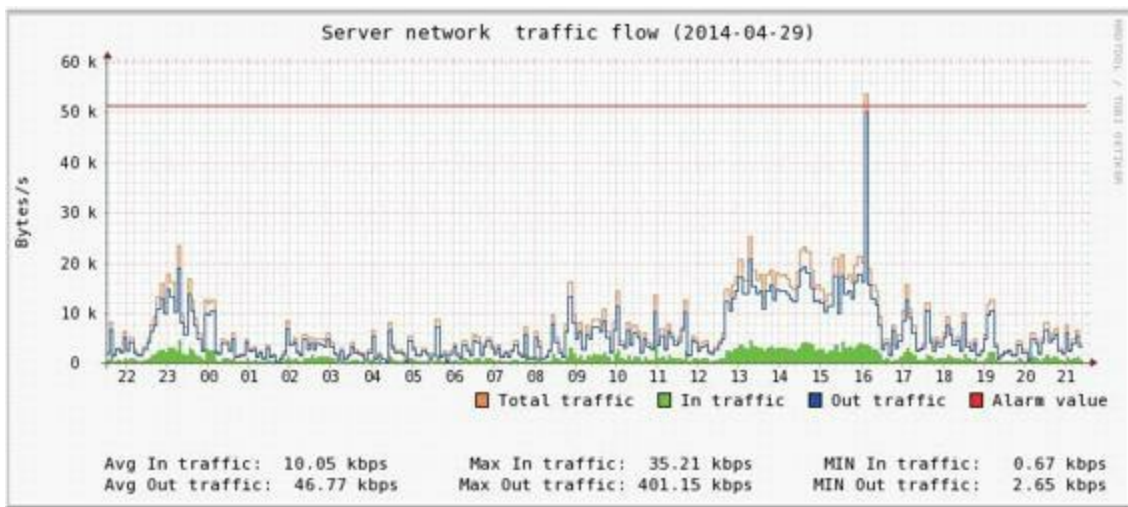 Server network traffic flow (2014-04-29)
RRDTOOL / TOBI OETIKER
60 k
50 k
40 k
30 k
20 k
10 k
0
Bytes/s
22 23 00 01 02 03 04 05 06 07 08 09 10 11 12 13 14 15 16 17 18 19 20 21
Total traffic In traffic Out traffic Alarm value
Avg In traffic: 10.05 kbps Max In traffic: 35.21 kbps MIN In traffic: 0.67 kbps
Avg Out traffic: 46.77 kbps Max Out traffic: 401.15 kbps MIN Out traffic: 2.65 kbps